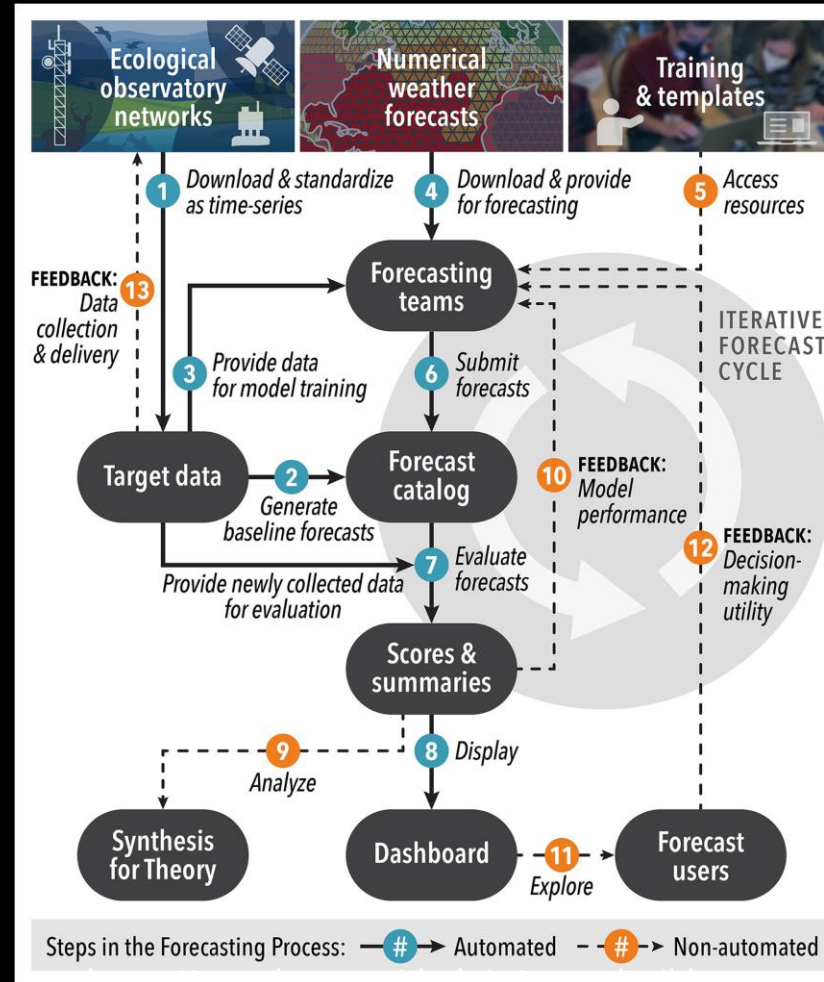 Ecological
observatory
networks
Numerical
weather
forecasts
Training
& templates
1
Download & standardize
as time-series
4
Download & provide
for forecasting
5
Access
resources
FEEDBACK:
Data
collection
& delivery
13
Forecasting
teams
ITERATIVE
FORECAST
CYCLE
3
Provide data
for model training
6
Submit
forecasts
Target data
2
Generate
baseline forecasts
Forecast
catalog
10
FEEDBACK:
Model
performance
12
FEEDBACK:
Decision-
making
utility
7
Evaluate
forecasts
Provide newly collected data
for evaluation
Scores &
summaries
9
Analyze
8
Display
Synthesis
for Theory
Dashboard
11
Explore
Forecast
users
Steps in the Forecasting Process: # Automated # Non-automated